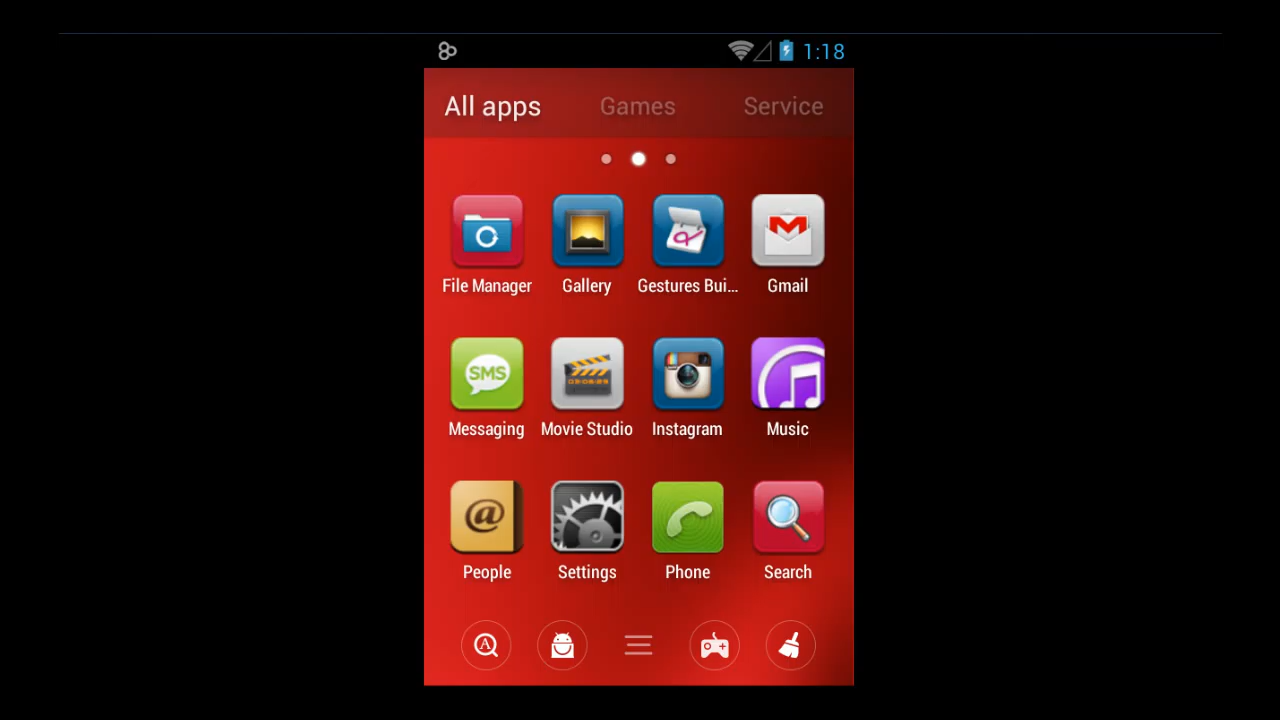 1:18
All apps Games Service
File Manager Gallery Gestures Bui... Gmail
SMS
Messaging Movie Studio Instagram Music
@
People Settings Phone Search
A